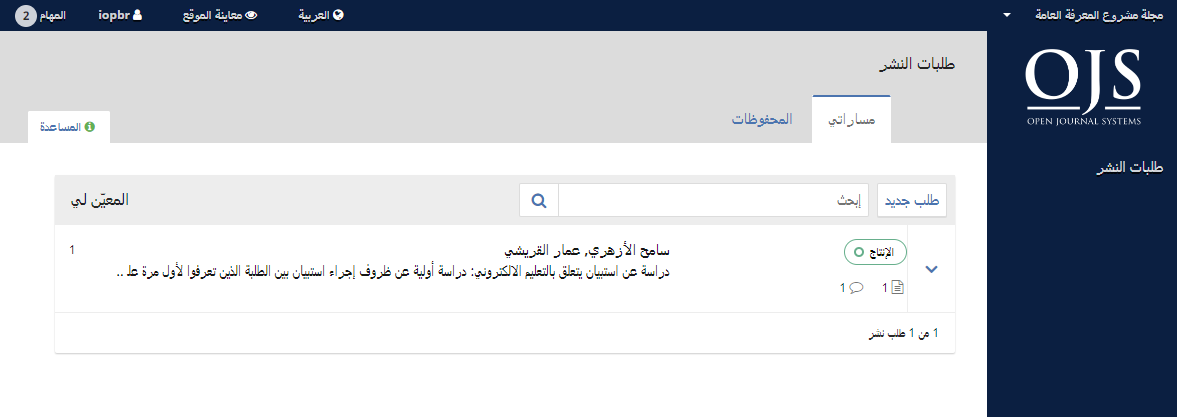 مجلة مشروع المعرفة العامة
العربية
معاينة الموقع
iopbr
المهام 2
OJS
OPEN JOURNAL SYSTEMS
طلبات النشر
طلبات النشر
مساراتي
المحفوظات
المساعدة
طلب جديد
إبحث
المعيّن لي
الإنتاج
سامح الأزهري, عمار القريشي
1
دراسة عن استبيان يتعلق بالتعليم الالكتروني: دراسة أولية عن ظروف إجراء استبيان بين الطلبة الذين تعرفوا لأول مرة عل ..
1
1
1 من 1 طلب نشر